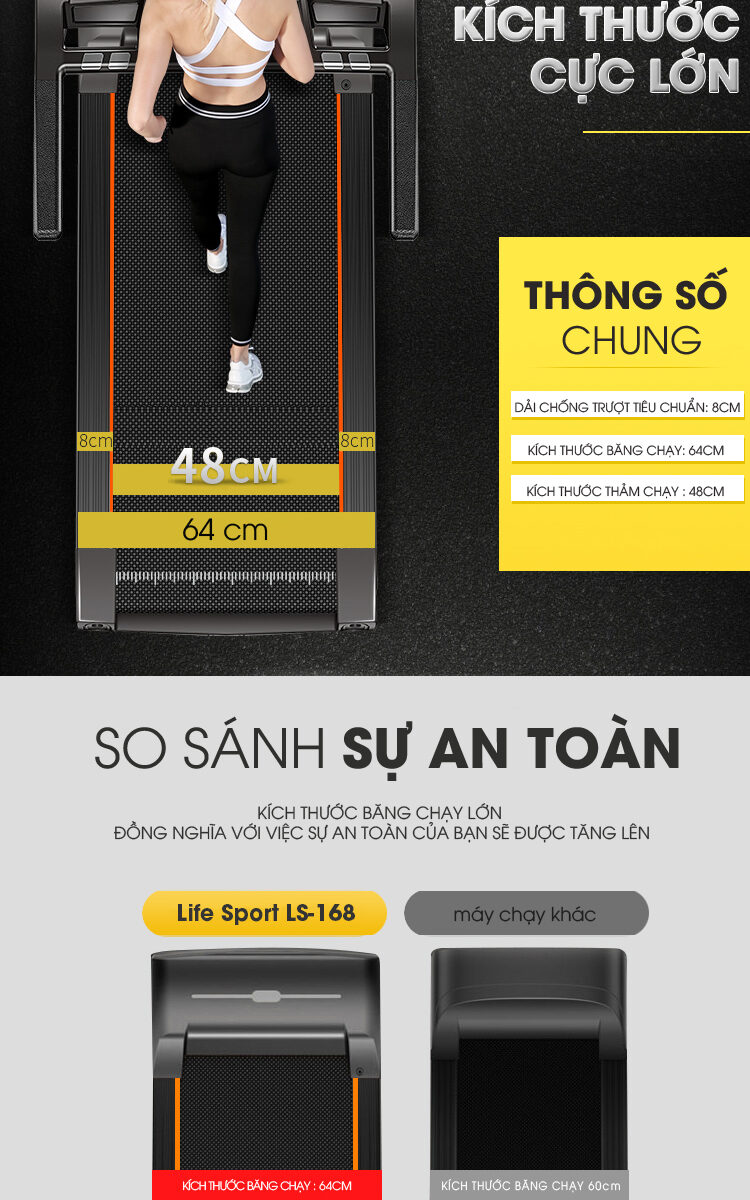 KÍCH THƯỚC
CỰC LỚN
THÔNG SỐ
CHUNG
DẢI CHỐNG TRƯỢT TIÊU CHUẨN: 8CM
KÍCH THƯỚC BĂNG CHẠY: 64CM
KÍCH THƯỚC THẢM CHẠY : 48CM
8cm
48CM
8cm
64 cm
SO SÁNH SỰ AN TOÀN
KÍCH THƯỚC BĂNG CHẠY LỚN
ĐỒNG NGHĨA VỚI VIỆC SỰ AN TOÀN CỦA BẠN SẼ ĐƯỢC TĂNG LÊN
Life Sport LS-168
máy chạy khác
KÍCH THƯỚC BĂNG CHẠY : 64CM
KÍCH THƯỚC BĂNG CHẠY 60cm